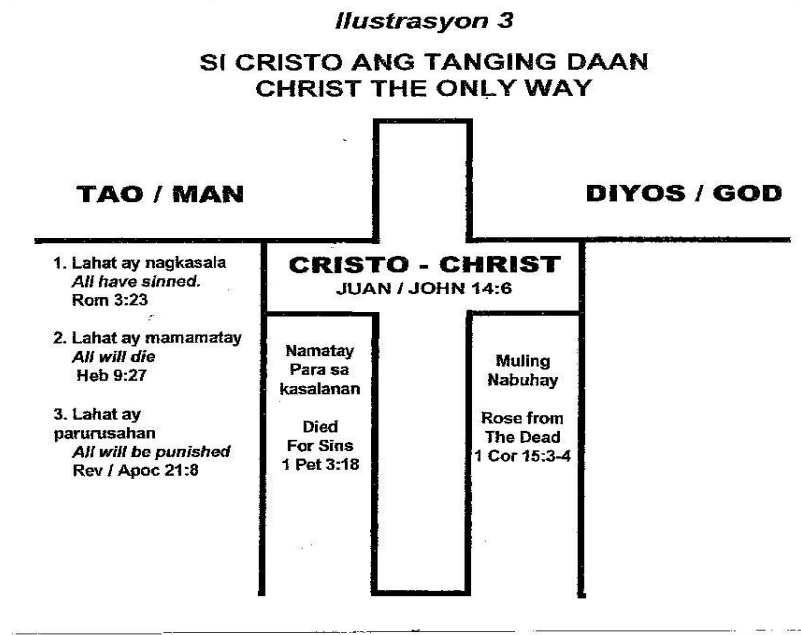 Ilustrasyon 3
SI CRISTO ANG TANGING DAAN
CHRIST THE ONLY WAY
TAO / MAN
DIYOS / GOD
1. Lahat ay nagkasala
All have sinned.
Rom 3:23
2. Lahat ay mamamatay
All will die
Heb 9:27
3. Lahat ay
parurusahan
All will be punished
Rev / Apoc 21:8
CRISTO - CHRIST
JUAN / JOHN 14:6
Namatay
Para sa
kasalanan
Died
For Sins
1 Pet 3:18
Muling
Nabuhay
Rose from
The Dead
1 Cor 15:3-4